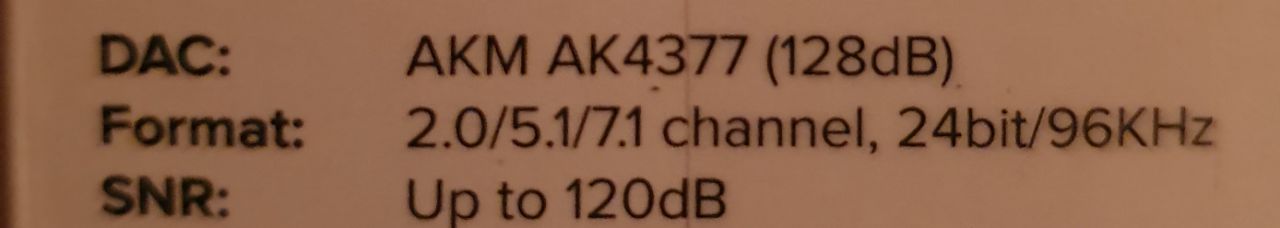 DAC: AKM AK4377 (128dB)
Format: 2.0/5.1/7.1 channel, 24bit/96KHz
SNR: Up to 120dB